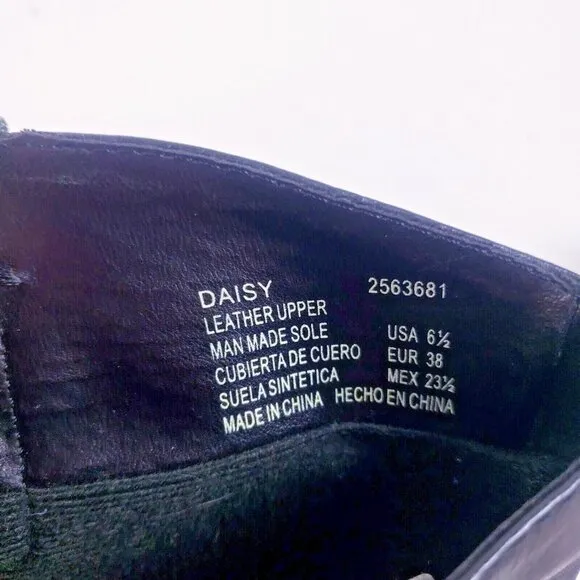 DAISY 2563681
LEATHER UPPER
MAN MADE SOLE USA 6½
CUBIERTA DE CUERO EUR 38
SUELA SINTETICA MEX 23½
MADE IN CHINA HECHO EN CHINA